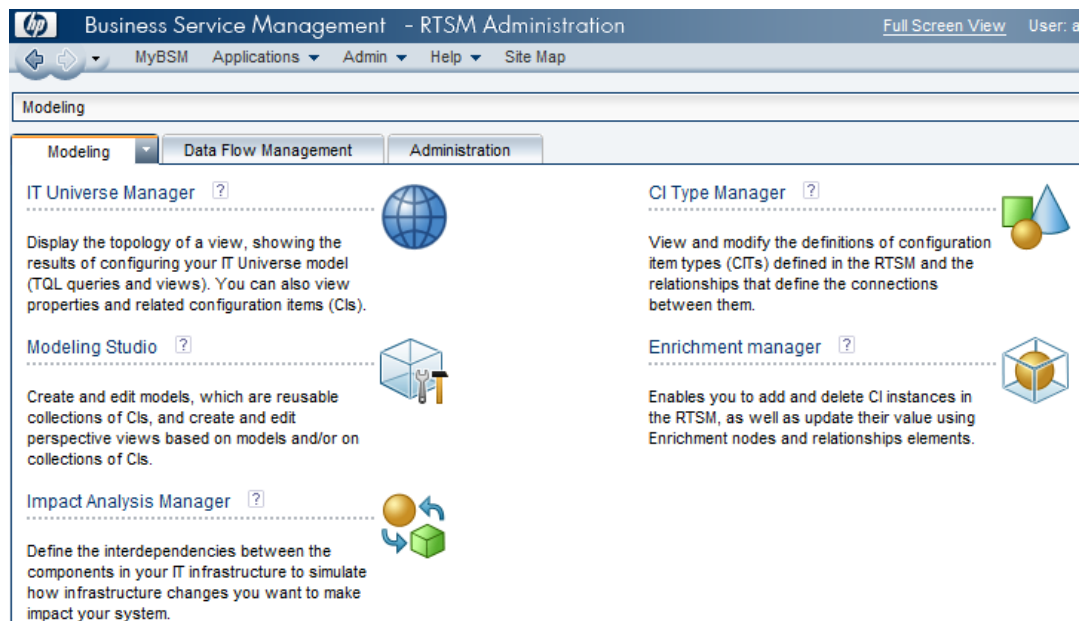 hp Business Service Management - RTSM Administration Full Screen View User: a
MyBSM Applications Admin Help Site Map
Modeling
Modeling Data Flow Management Administration
IT Universe Manager ?
Display the topology of a view, showing the
results of configuring your IT Universe model
(TQL queries and views). You can also view
properties and related configuration items (CIs).
CI Type Manager ?
View and modify the definitions of configuration
item types (CITs) defined in the RTSM and the
relationships that define the connections
between them.
Modeling Studio ?
Create and edit models, which are reusable
collections of CIs, and create and edit
perspective views based on models and/or on
collections of CIs.
Enrichment manager ?
Enables you to add and delete CI instances in
the RTSM, as well as update their value using
Enrichment nodes and relationships elements.
Impact Analysis Manager ?
Define the interdependencies between the
components in your IT infrastructure to simulate
how infrastructure changes you want to make
impact your system.